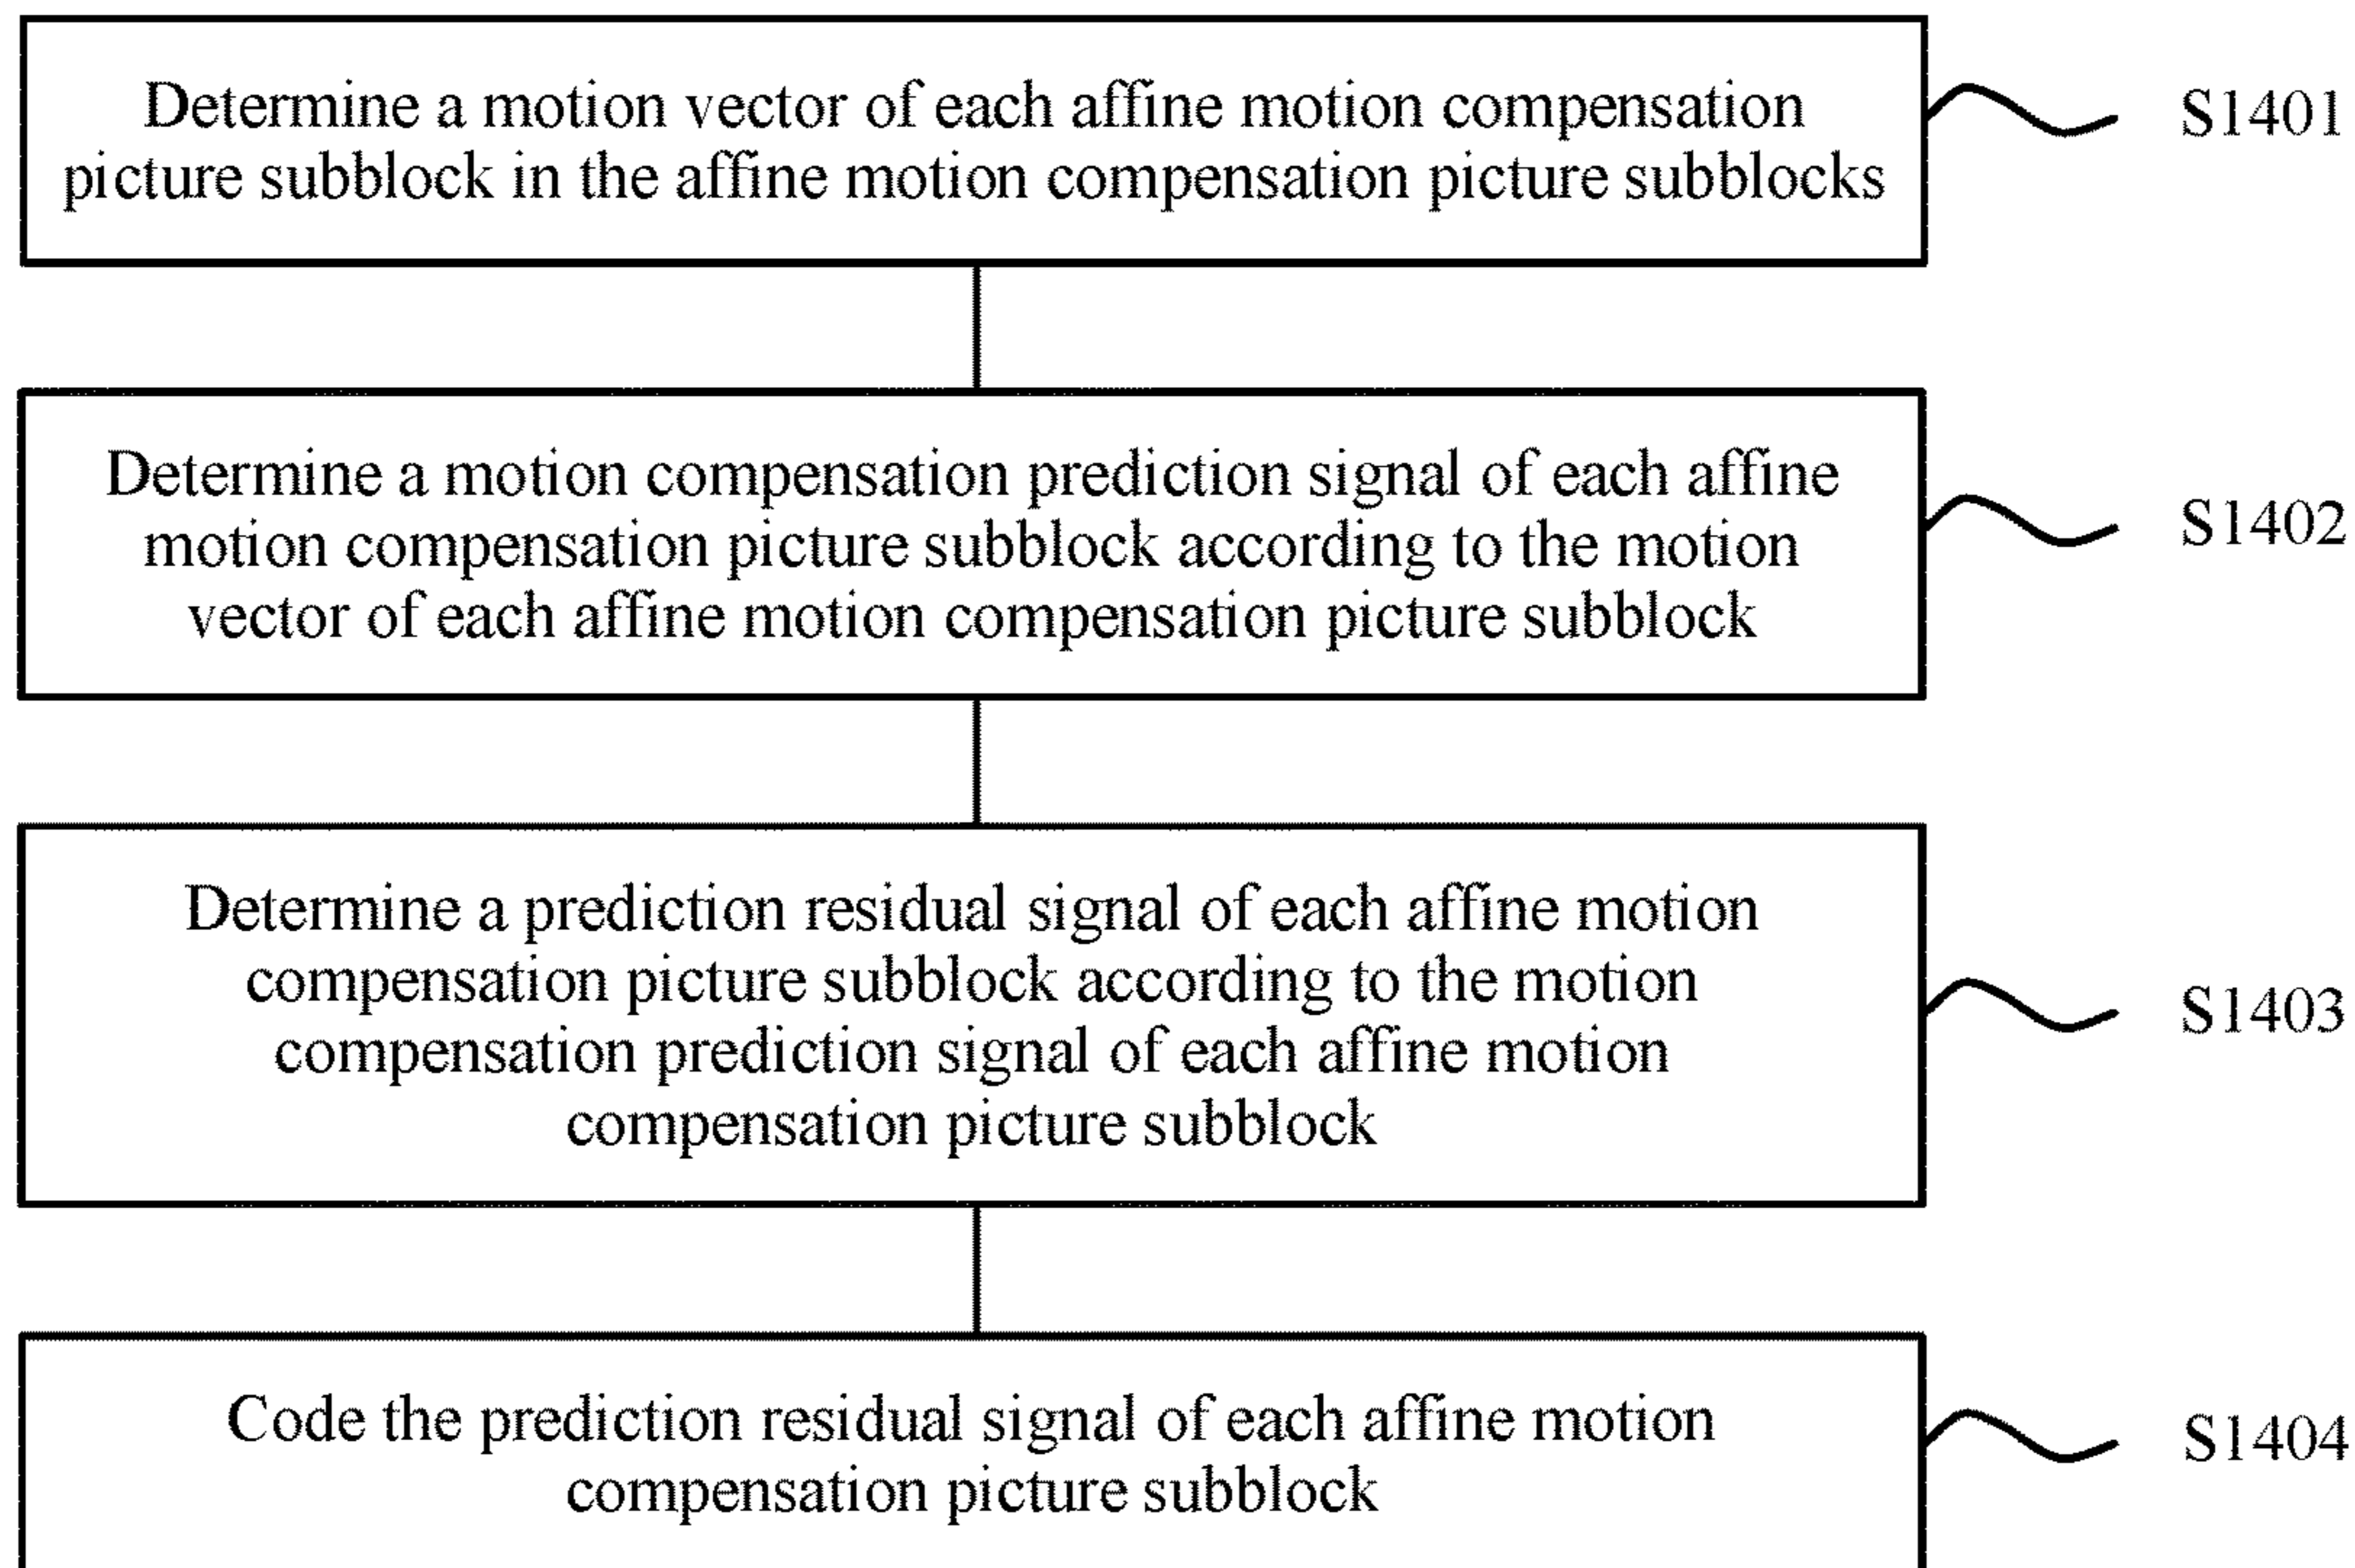 Determine a motion vector of each affine motion compensation
picture subblock in the affine motion compensation picture subblocks
S1401
Determine a motion compensation prediction signal of each affine
motion compensation picture subblock according to the motion
vector of each affine motion compensation picture subblock
S1402
Determine a prediction residual signal of each affine motion
compensation picture subblock according to the motion
compensation prediction signal of each affine motion
compensation picture subblock
S1403
Code the prediction residual signal of each affine motion
compensation picture subblock
S1404